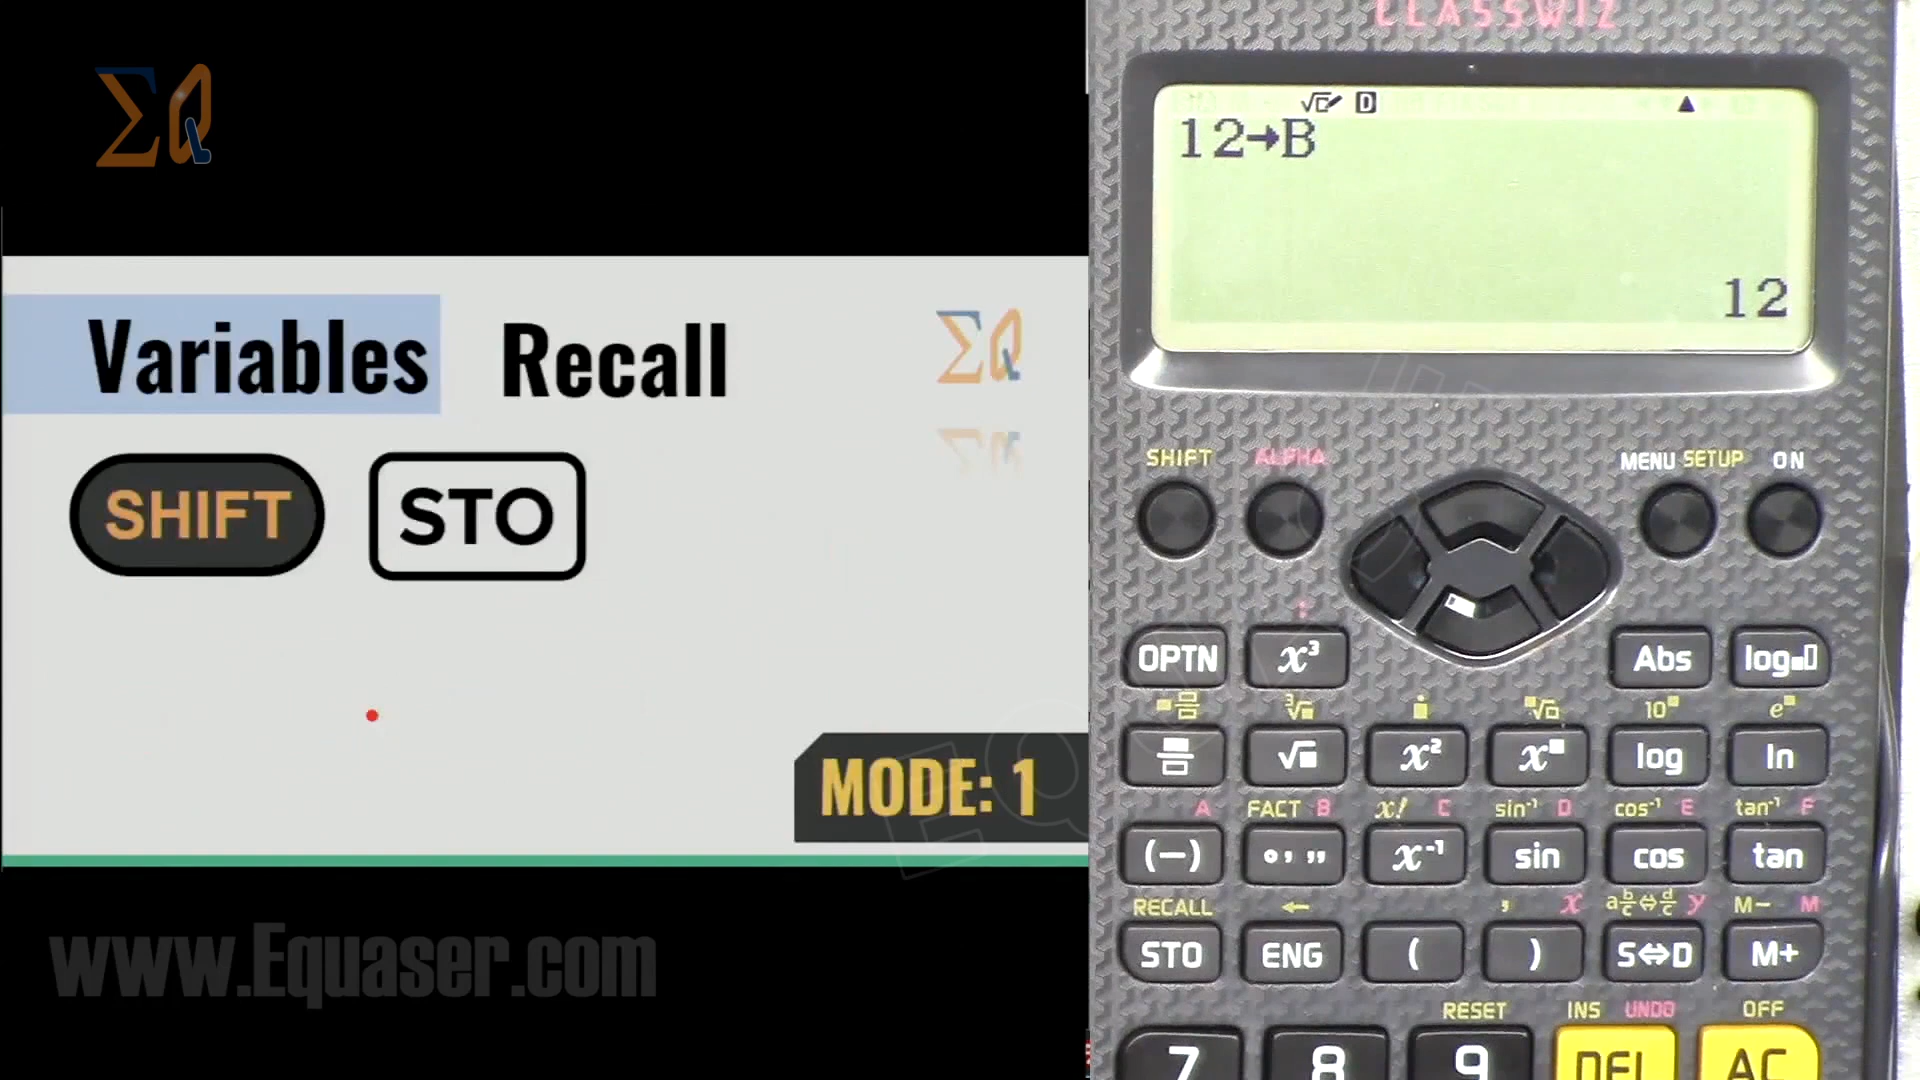 ΣQ
Variables Recall
ΣQ
SHIFT STO
MODE: 1
www.Equaser.com
CLASSWIZ
√□ D ▲
12→B
12
SHIFT ALPHA MENU SETUP ON
:
OPTN x³ Abs log■□
■□/□ ³√■ ■√□ 10■ e■
■/□ √■ x² x■ log ln
A FACT B x! C sin⁻¹ D cos⁻¹ E tan⁻¹ F
(−) ° ’ ” x⁻¹ sin cos tan
RECALL ← , x a b/c⇔d/c y M− M
STO ENG ( ) S⇔D M+
RESET INS UNDO OFF
7 8 9 DEL AC